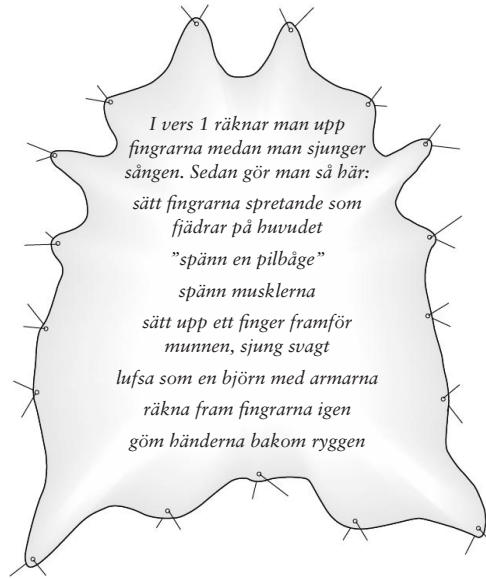 I vers 1 räknar man upp
fingrarna medan man sjunger
sången. Sedan gör man så här:
sätt fingrarna spretande som
fjädrar på huvudet
”spänn en pilbåge”
spänn musklerna
sätt upp ett finger framför
munnen, sjung svagt
lufsa som en björn med armarna
räkna fram fingrarna igen
göm händerna bakom ryggen